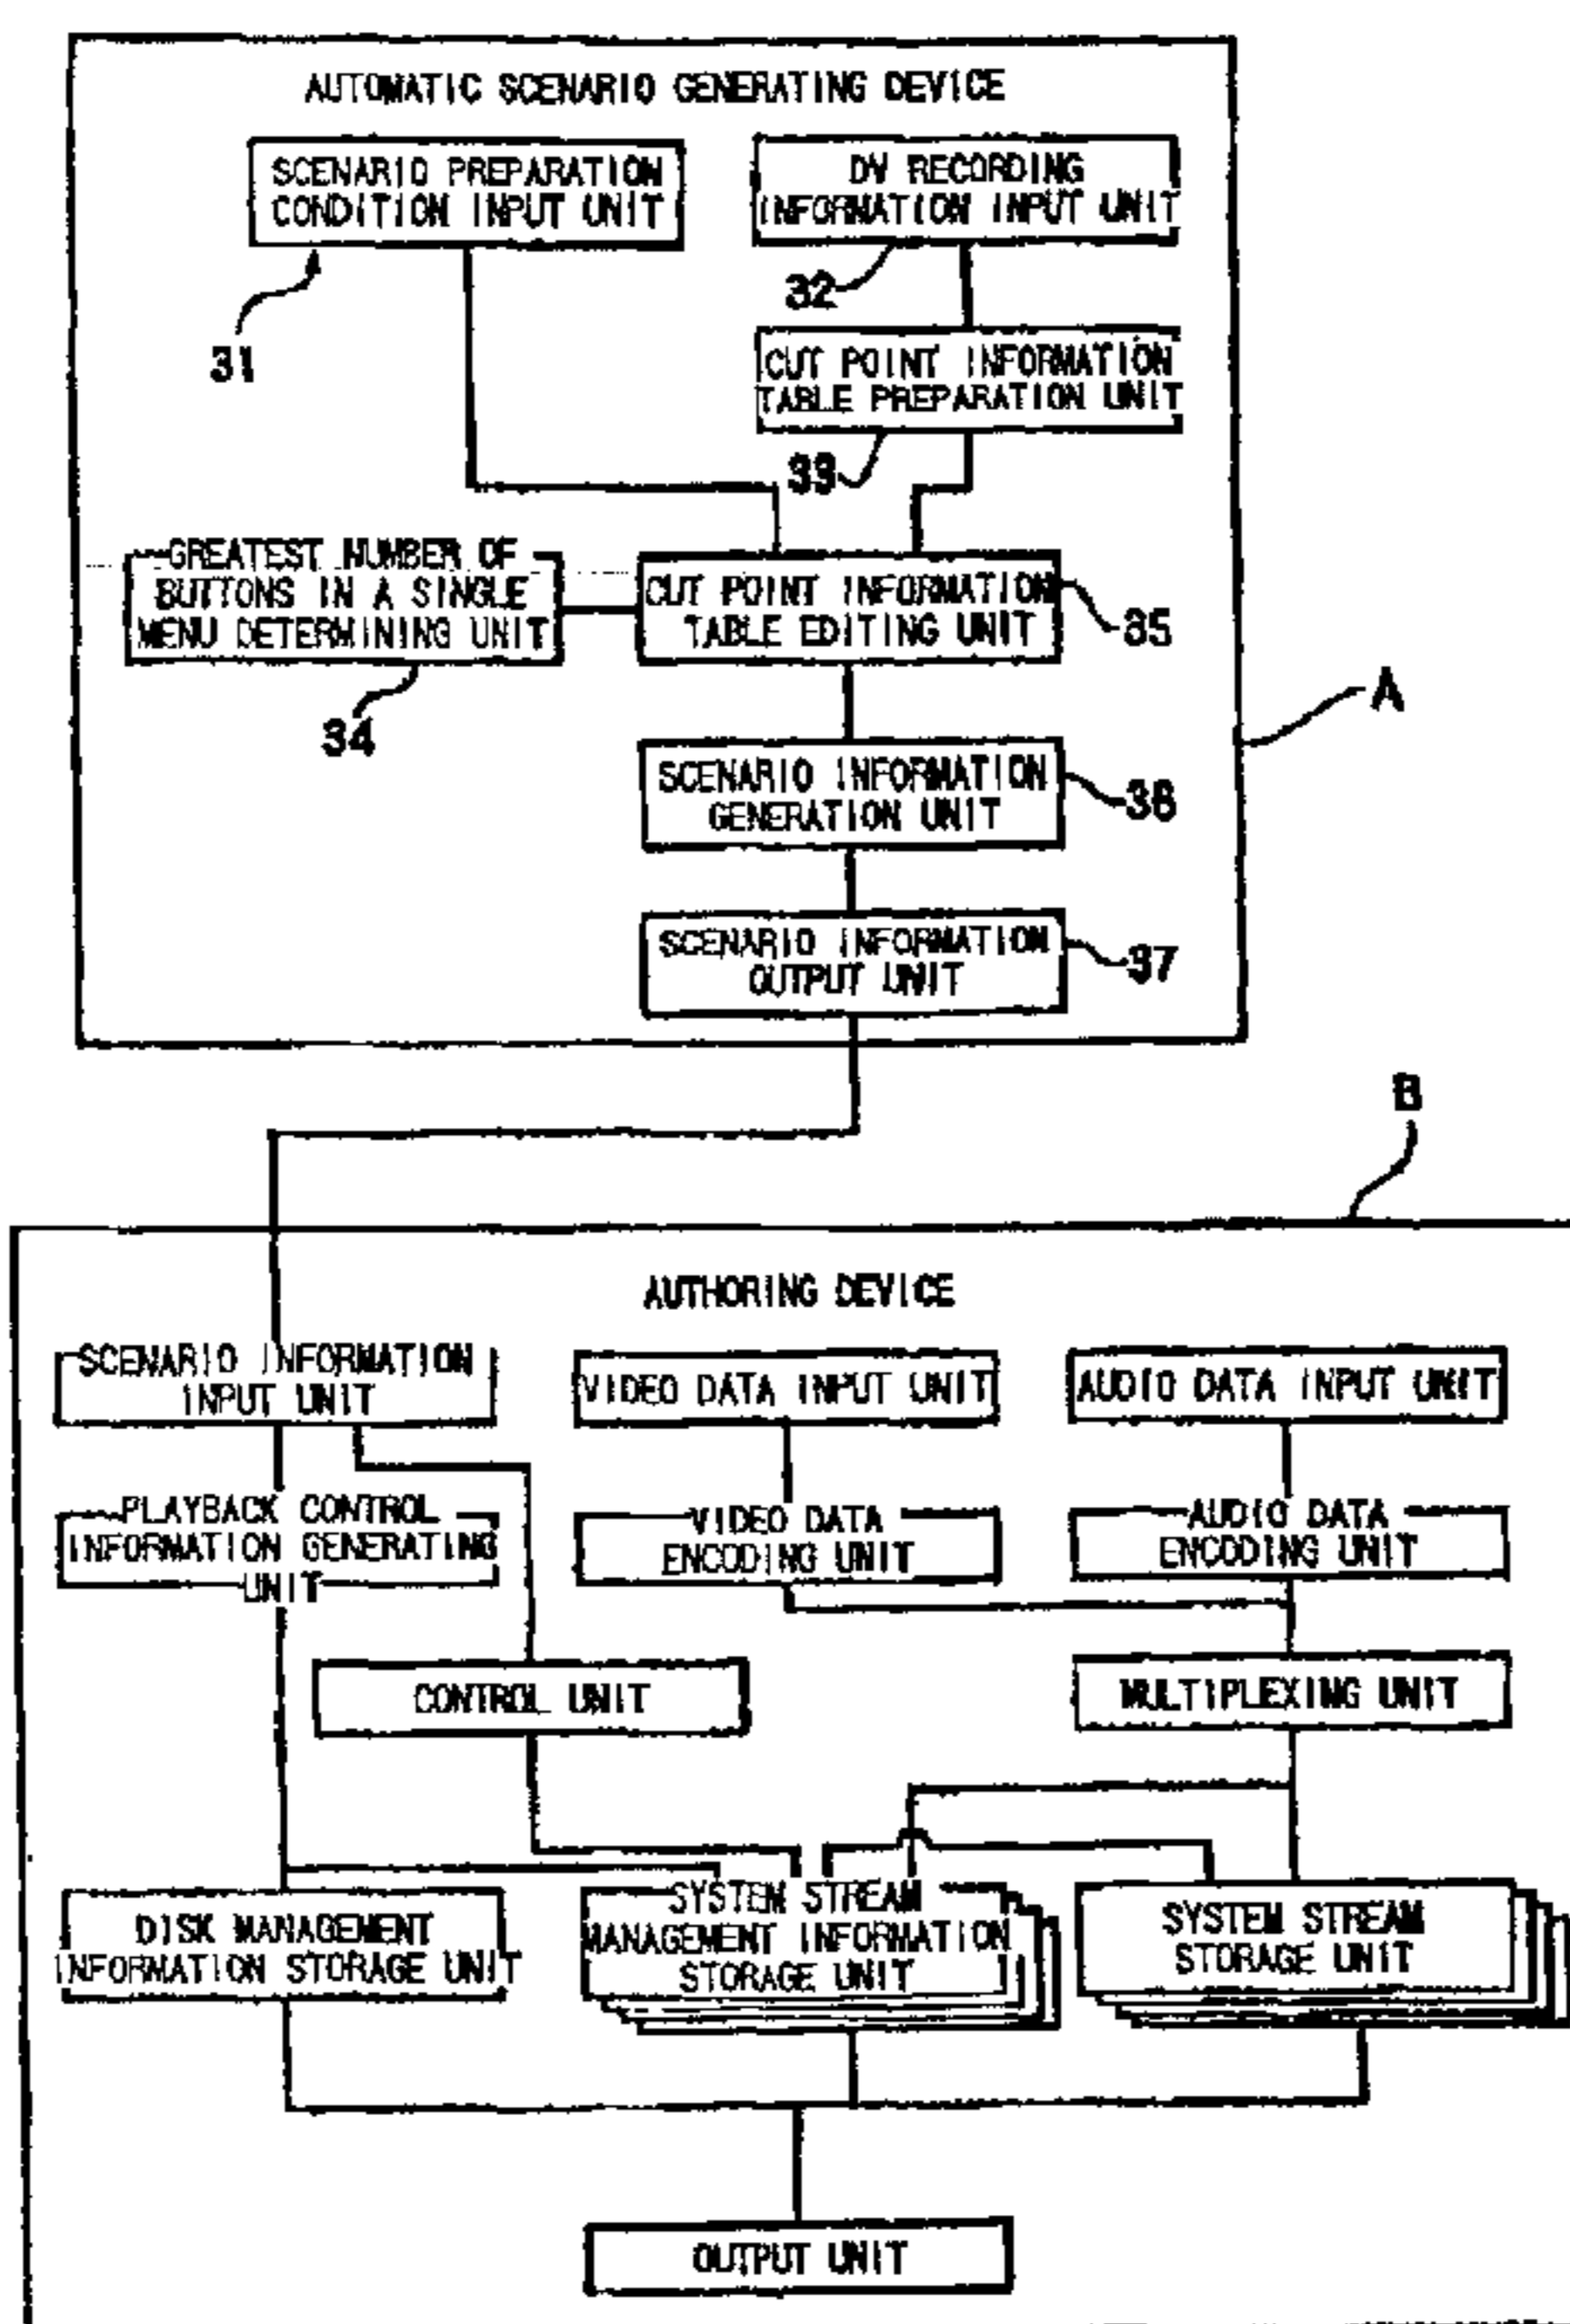 AUTOMATIC SCENARIO GENERATING DEVICE
SCENARIO PREPARATION
CONDITION INPUT UNIT
DV RECORDING
INFORMATION INPUT UNIT
31
32
CUT POINT INFORMATION
TABLE PREPARATION UNIT
33
GREATEST NUMBER OF
BUTTONS IN A SINGLE
MENU DETERMINING UNIT
34
CUT POINT INFORMATION
TABLE EDITING UNIT
35
A
SCENARIO INFORMATION
GENERATION UNIT
36
SCENARIO INFORMATION
OUTPUT UNIT
37
B
AUTHORING DEVICE
SCENARIO INFORMATION
INPUT UNIT
VIDEO DATA INPUT UNIT
AUDIO DATA INPUT UNIT
PLAYBACK CONTROL
INFORMATION GENERATING
UNIT
VIDEO DATA
ENCODING UNIT
AUDIO DATA
ENCODING UNIT
CONTROL UNIT
MULTIPLEXING UNIT
DISK MANAGEMENT
INFORMATION STORAGE UNIT
SYSTEM STREAM
MANAGEMENT INFORMATION
STORAGE UNIT
SYSTEM STREAM
STORAGE UNIT
OUTPUT UNIT